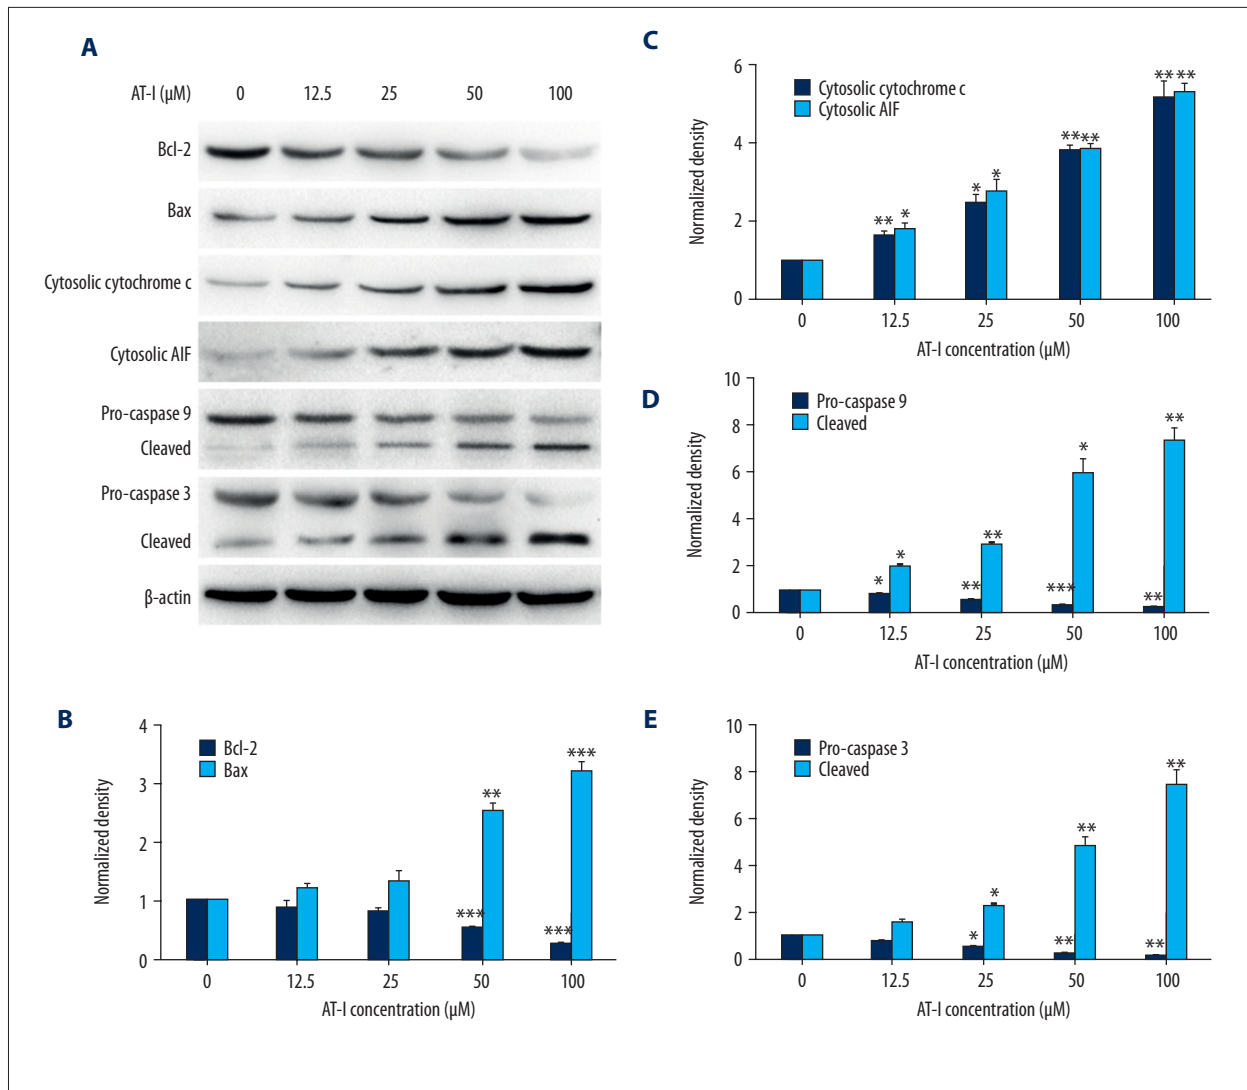 A
AT-I (µM) 0 12.5 25 50 100
Bcl-2
Bax
Cytosolic cytochrome c
Cytosolic AIF
Pro-caspase 9
Cleaved
Pro-caspase 3
Cleaved
β-actin
B
Bcl-2
Bax
Normalized density
4
3
2
1
0
*** ** *** ***
0 12.5 25 50 100
AT-I concentration (µM)
C
Cytosolic cytochrome c
Cytosolic AIF
Normalized density
6
4
2
0
** * * * ** ** ** **
0 12.5 25 50 100
AT-I concentration (µM)
D
Pro-caspase 9
Cleaved
Normalized density
10
8
6
4
2
0
* * ** ** *** * ** **
0 12.5 25 50 100
AT-I concentration (µM)
E
Pro-caspase 3
Cleaved
Normalized density
10
8
6
4
2
0
* * ** ** ** **
0 12.5 25 50 100
AT-I concentration (µM)